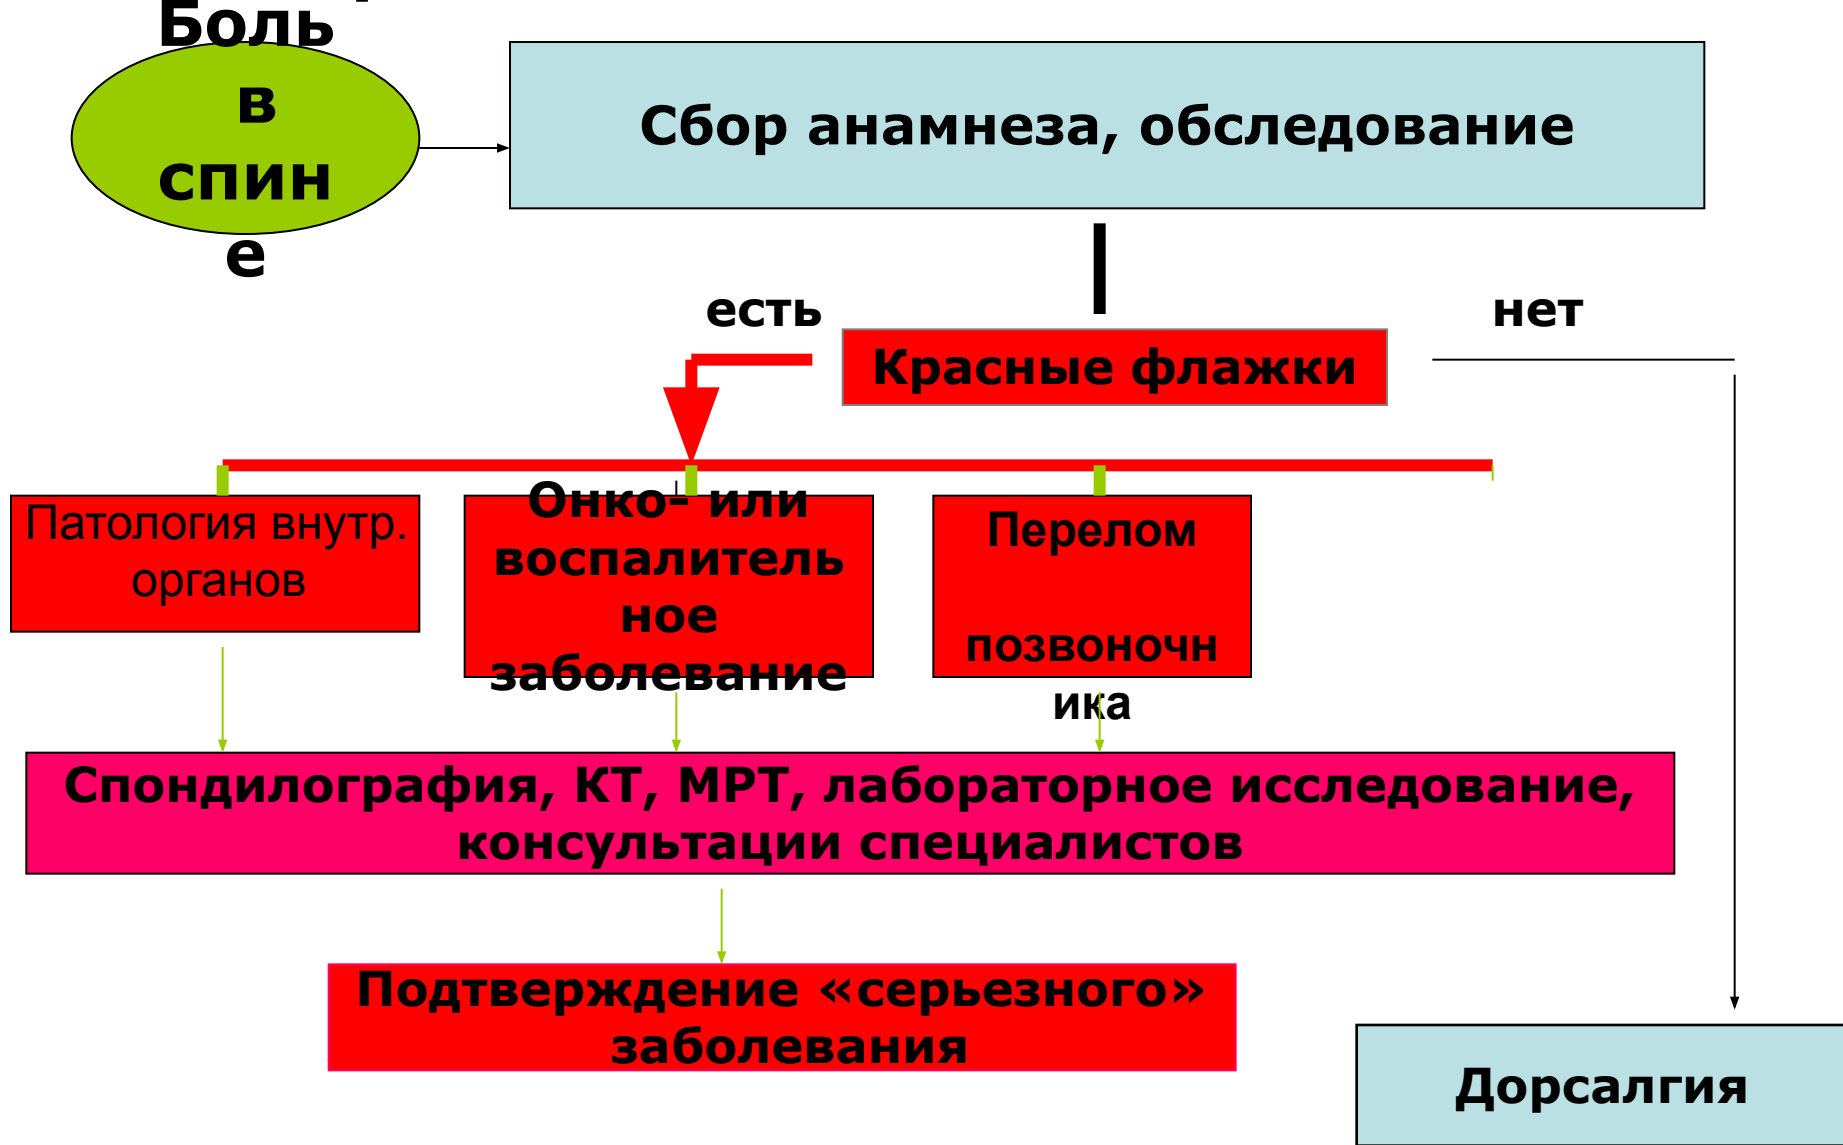 Боль
в
спин
е
Сбор анамнеза, обследование
есть
нет
Красные флажки
Патология внутр.
органов
Онко- или
воспалитель
ное
заболевание
Перелом
позвоночн
ика
Спондилография, КТ, МРТ, лабораторное исследование,
консультации специалистов
Подтверждение «серьезного»
заболевания
Дорсалгия